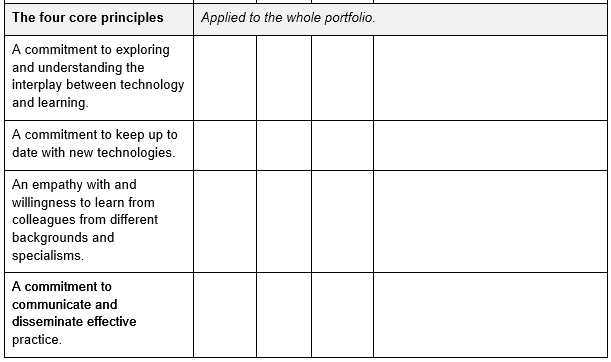 The four core principles Applied to the whole portfolio.
A commitment to exploring
and understanding the
interplay between technology
and learning.
A commitment to keep up to
date with new technologies.
An empathy with and
willingness to learn from
colleagues from different
backgrounds and
specialisms.
A commitment to
communicate and
disseminate effective
practice.